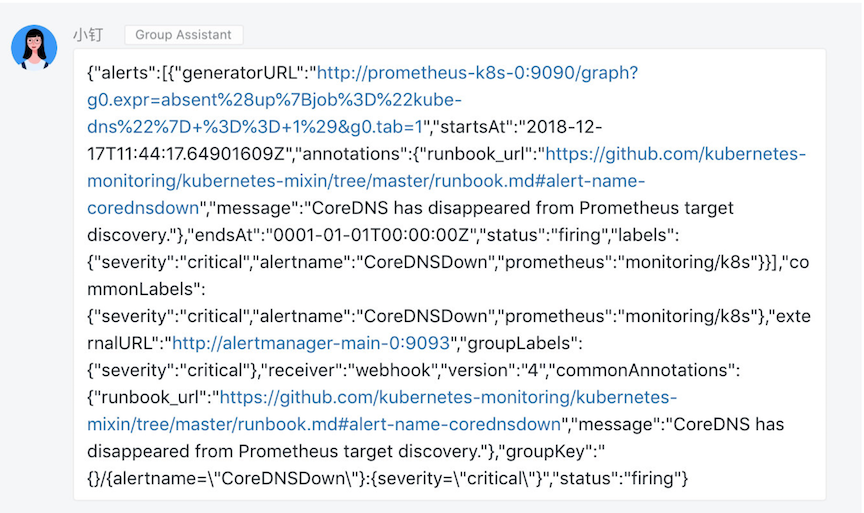 小钉 Group Assistant
{"alerts":[{"generatorURL":"http://prometheus-k8s-0:9090/graph?
g0.expr=absent%28up%7Bjob%3D%22kube-
dns%22%7D+%3D%3D+1%29&g0.tab=1","startsAt":"2018-12-
17T11:44:17.64901609Z","annotations":{"runbook_url":"https://github.com/kubernetes-
monitoring/kubernetes-mixin/tree/master/runbook.md#alert-name-
corednsdown","message":"CoreDNS has disappeared from Prometheus target
discovery."},"endsAt":"0001-01-01T00:00:00Z","status":"firing","labels":
{"severity":"critical","alertname":"CoreDNSDown","prometheus":"monitoring/k8s"}}],"co
mmonLabels":
{"severity":"critical","alertname":"CoreDNSDown","prometheus":"monitoring/k8s"},"exte
rnalURL":"http://alertmanager-main-0:9093","groupLabels":
{"severity":"critical"},"receiver":"webhook","version":"4","commonAnnotations":
{"runbook_url":"https://github.com/kubernetes-monitoring/kubernetes-
mixin/tree/master/runbook.md#alert-name-corednsdown","message":"CoreDNS has
disappeared from Prometheus target discovery."},"groupKey":"
{}/{alertname=\"CoreDNSDown\"}:{severity=\"critical\"}","status":"firing"}